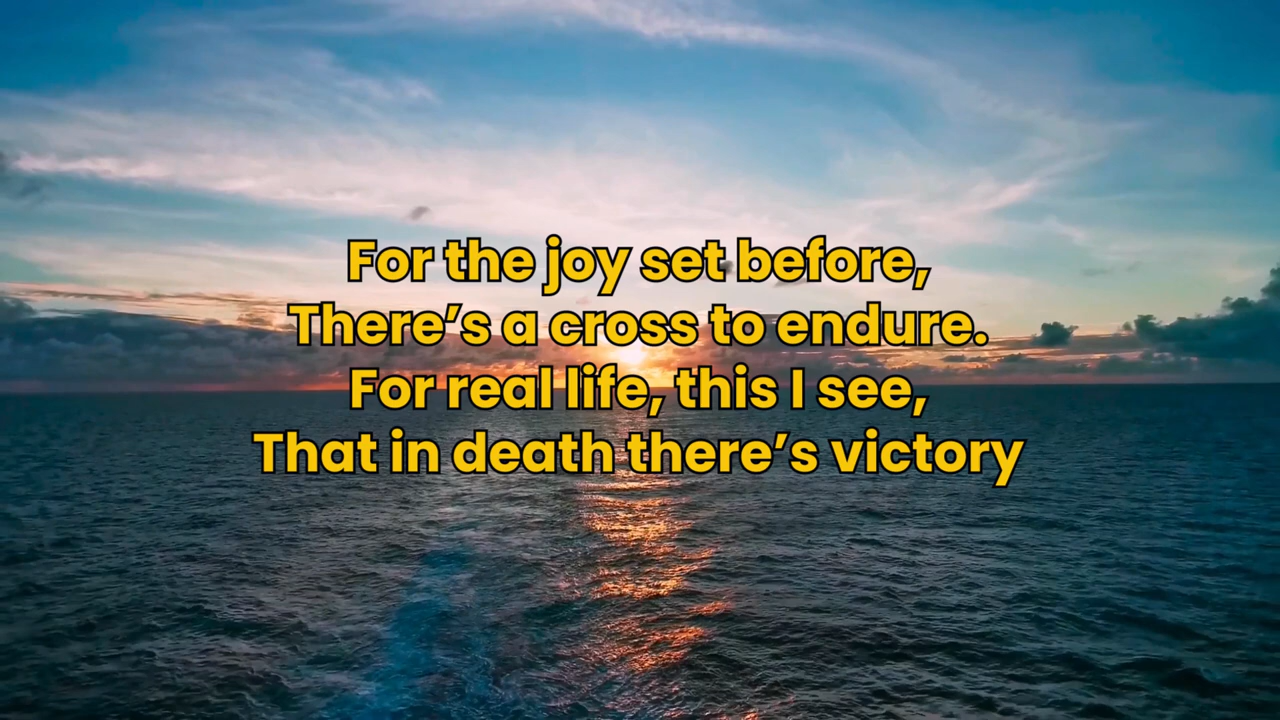 For the joy set before,
There’s a cross to endure.
For real life, this I see,
That in death there’s victory